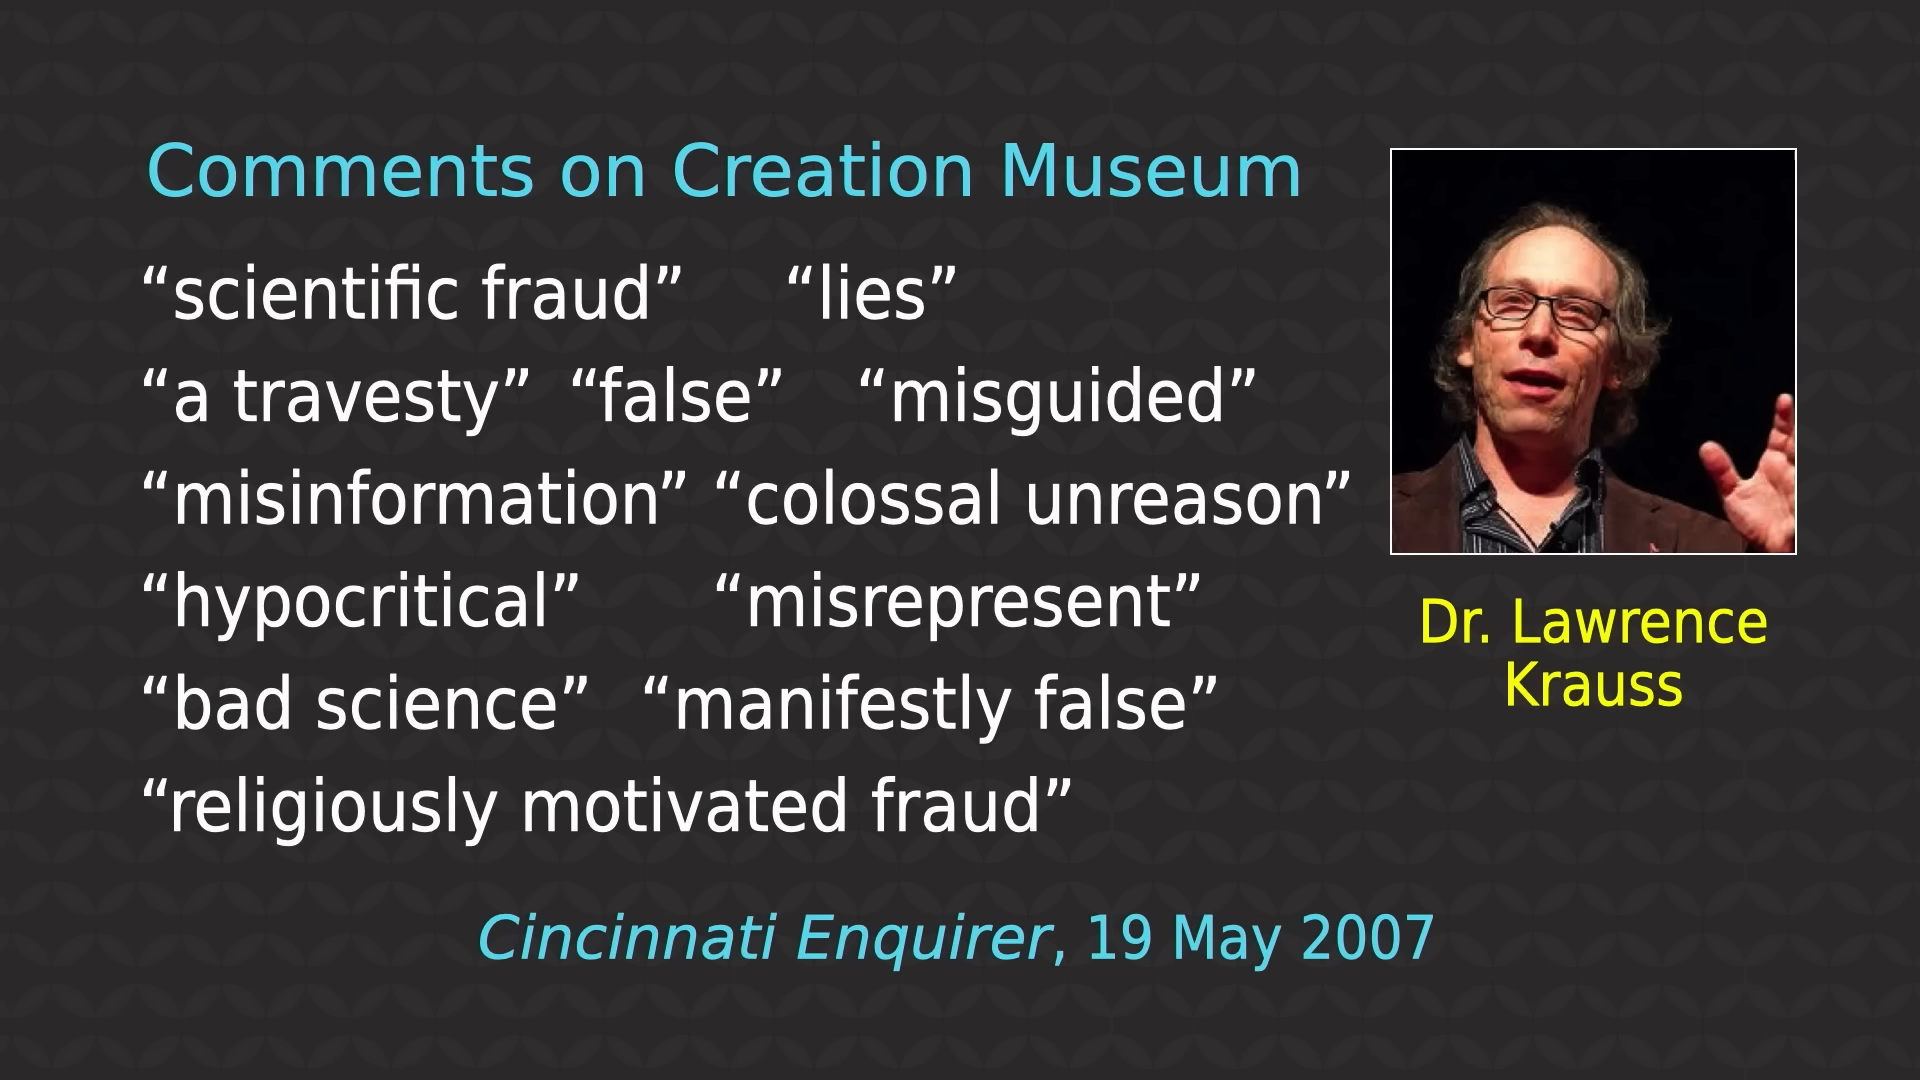 Comments on Creation Museum
“scientific fraud” “lies”
“a travesty” “false” “misguided”
“misinformation” “colossal unreason”
“hypocritical” “misrepresent”
“bad science” “manifestly false”
“religiously motivated fraud”
Dr. Lawrence
Krauss
Cincinnati Enquirer, 19 May 2007